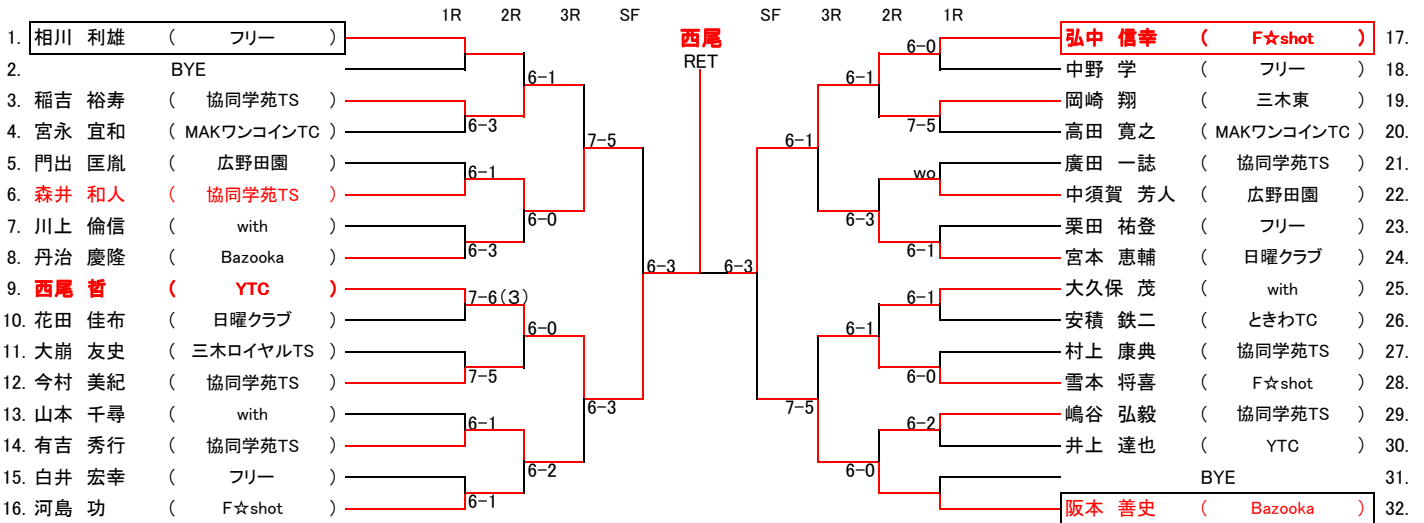 1R 2R 3R SF SF 3R 2R 1R
西尾
RET
1. 相川 利雄 ( フリー )
2. BYE
3. 稲吉 裕寿 ( 協同学苑TS )
4. 宮永 宜和 ( MAKワンコインTC )
5. 門出 匡胤 ( 広野田園 )
6. 森井 和人 ( 協同学苑TS )
7. 川上 倫信 ( with )
8. 丹治 慶隆 ( Bazooka )
9. 西尾 哲 ( YTC )
10. 花田 佳布 ( 日曜クラブ )
11. 大崩 友史 ( 三木ロイヤルTS )
12. 今村 美紀 ( 協同学苑TS )
13. 山本 千尋 ( with )
14. 有吉 秀行 ( 協同学苑TS )
15. 白井 宏幸 ( フリー )
16. 河島 功 ( F☆shot )
6-3
6-1
6-3
7-6(3)
7-5
6-1
6-1
6-1
6-0
6-0
6-2
7-5
6-3
6-3
6-3
6-1
7-5
6-1
6-3
6-1
6-0
6-0
7-5
wo
6-1
6-1
6-0
6-2
弘中 信幸 ( F☆shot ) 17.
中野 学 ( フリー ) 18.
岡崎 翔 ( 三木東 ) 19.
高田 寛之 ( MAKワンコインTC ) 20.
廣田 一誌 ( 協同学苑TS ) 21.
中須賀 芳人 ( 広野田園 ) 22.
栗田 祐登 ( フリー ) 23.
宮本 恵輔 ( 日曜クラブ ) 24.
大久保 茂 ( with ) 25.
安積 鉄二 ( ときわTC ) 26.
村上 康典 ( 協同学苑TS ) 27.
雪本 将喜 ( F☆shot ) 28.
嶋谷 弘毅 ( 協同学苑TS ) 29.
井上 達也 ( YTC ) 30.
BYE 31.
阪本 善史 ( Bazooka ) 32.